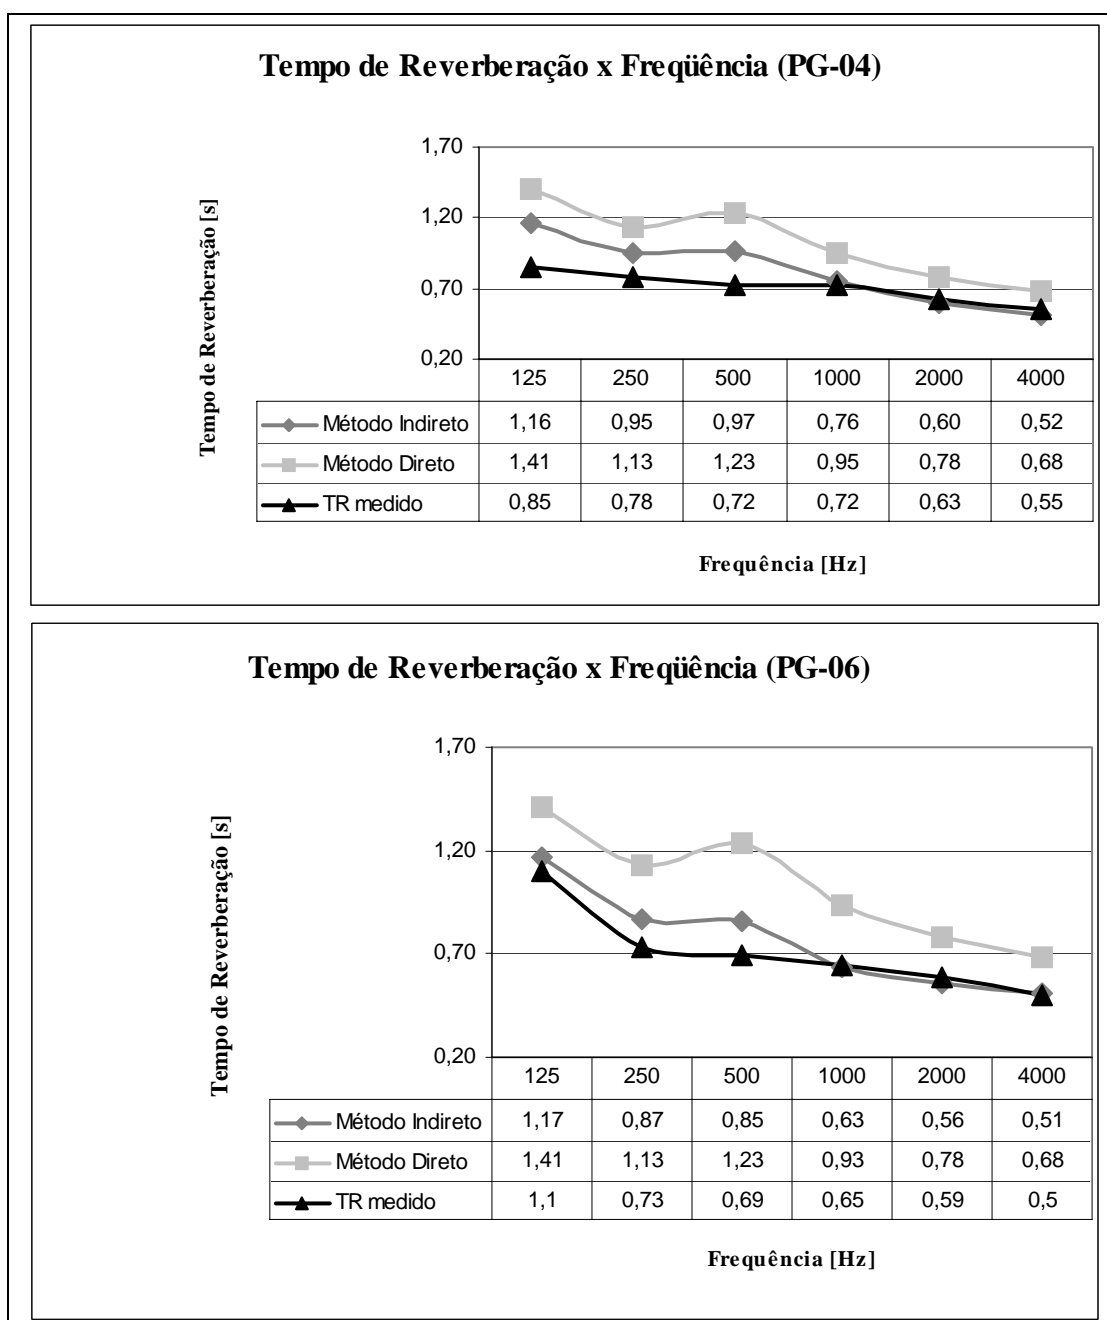 Tempo de Reverberação x Freqüência (PG-04)
Tempo de Reverberação [s]
1,70
1,20
0,70
0,20
125 250 500 1000 2000 4000
Método Indireto 1,16 0,95 0,97 0,76 0,60 0,52
Método Direto 1,41 1,13 1,23 0,95 0,78 0,68
TR medido 0,85 0,78 0,72 0,72 0,63 0,55
Frequência [Hz]
Tempo de Reverberação x Freqüência (PG-06)
Tempo de Reverberação [s]
1,70
1,20
0,70
0,20
125 250 500 1000 2000 4000
Método Indireto 1,17 0,87 0,85 0,63 0,56 0,51
Método Direto 1,41 1,13 1,23 0,93 0,78 0,68
TR medido 1,1 0,73 0,69 0,65 0,59 0,5
Frequência [Hz]